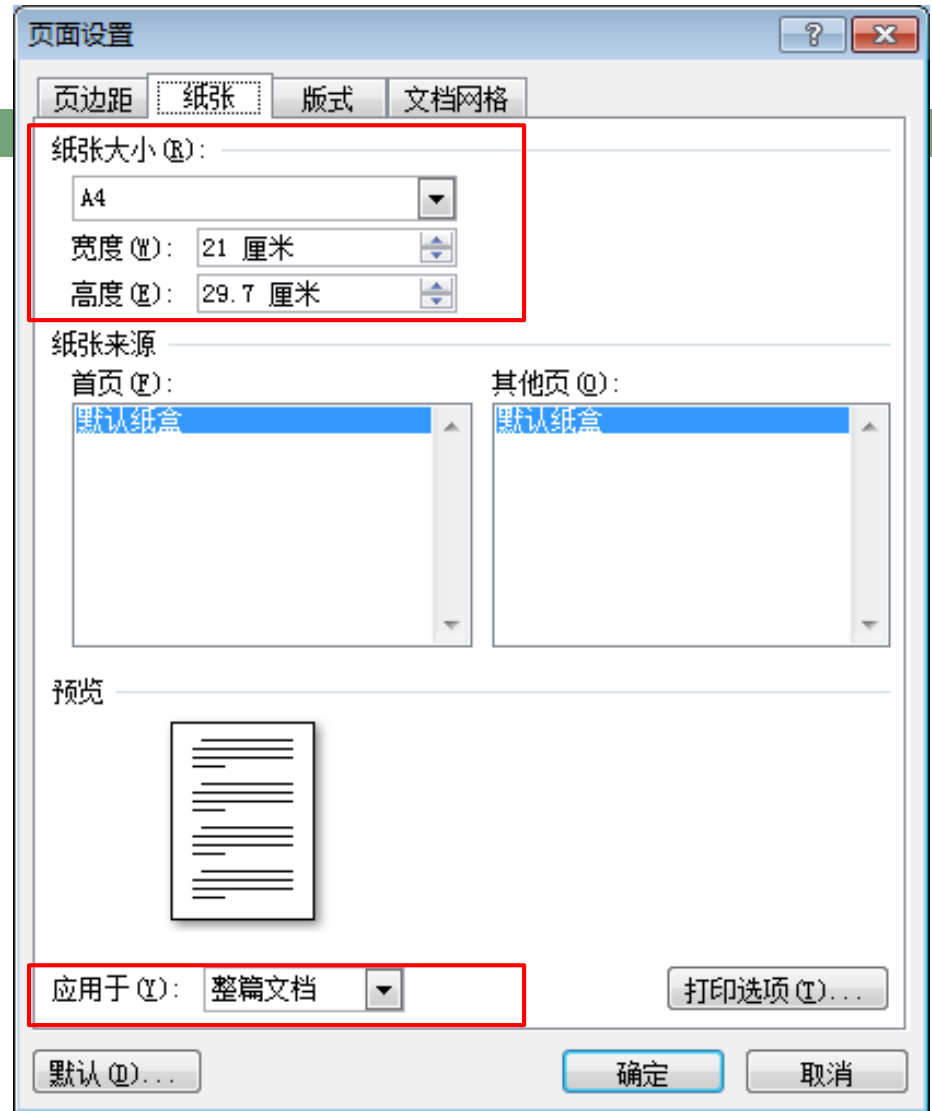 页面设置
页边距 纸张 版式 文档网格
纸张大小(R):
A4
宽度(W): 21 厘米
高度(E): 29.7 厘米
纸张来源
首页(F): 其他页(O):
默认纸盒 默认纸盒
预览
应用于(Y): 整篇文档 打印选项(T)...
默认(D)... 确定 取消